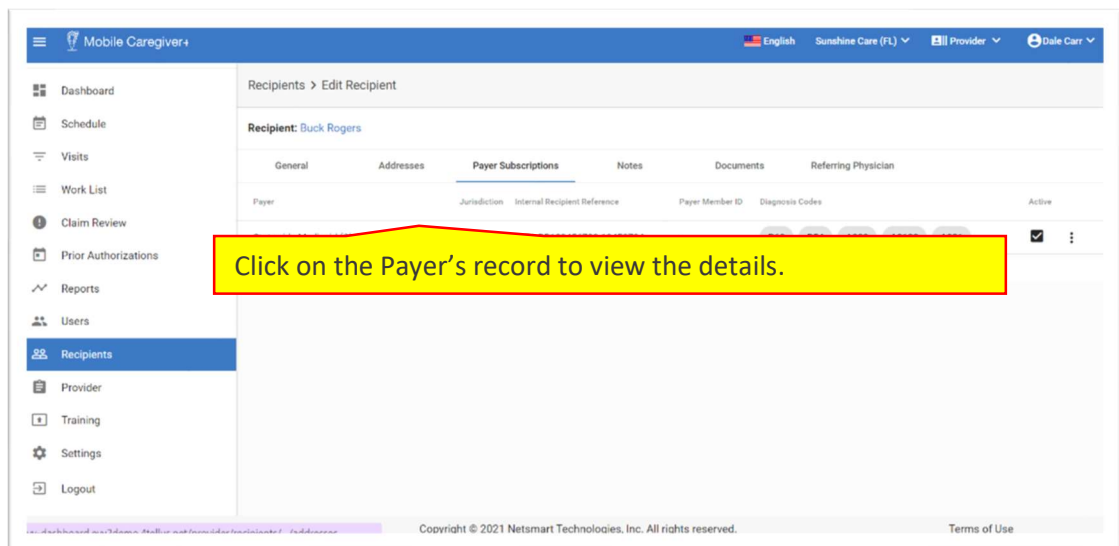 Mobile Caregiver+ English Sunshine Care (FL) Provider Dale Carr
Dashboard
Schedule
Visits
Work List
Claim Review
Prior Authorizations
Reports
Users
Recipients
Provider
Training
Settings
Logout
Recipients > Edit Recipient
Recipient: Buck Rogers
General Addresses Payer Subscriptions Notes Documents Referring Physician
Payer Jurisdiction Internal Recipient Reference Payer Member ID Diagnosis Codes Active
Click on the Payer's record to view the details.
Copyright © 2021 Netsmart Technologies, Inc. All rights reserved. Terms of Use